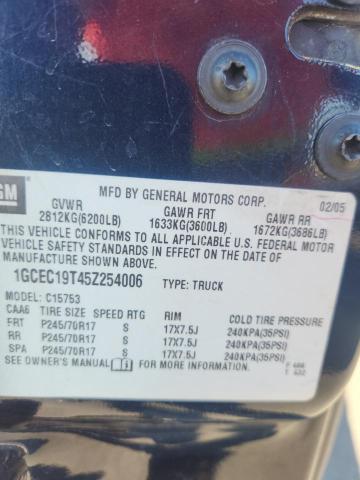 GM
MFD BY GENERAL MOTORS CORP. 02/05
GVWR GAWR FRT GAWR RR
2812KG(6200LB) 1633KG(3600LB) 1672KG(3686LB)
THIS VEHICLE CONFORMS TO ALL APPLICABLE U.S. FEDERAL MOTOR
VEHICLE SAFETY STANDARDS IN EFFECT ON THE DATE OF
MANUFACTURE SHOWN ABOVE.
1GCEC19T45Z254006 TYPE: TRUCK
MODEL: C15753
CAA6 TIRE SIZE SPEED RTG RIM COLD TIRE PRESSURE
FRT P245/70R17 S 17X7.5J 240KPA(35PSI)
RR P245/70R17 S 17X7.5J 240KPA(35PSI)
SPA P245/70R17 S 17X7.5J 240KPA(35PSI)
SEE OWNER'S MANUAL FOR MORE INFORMATION.